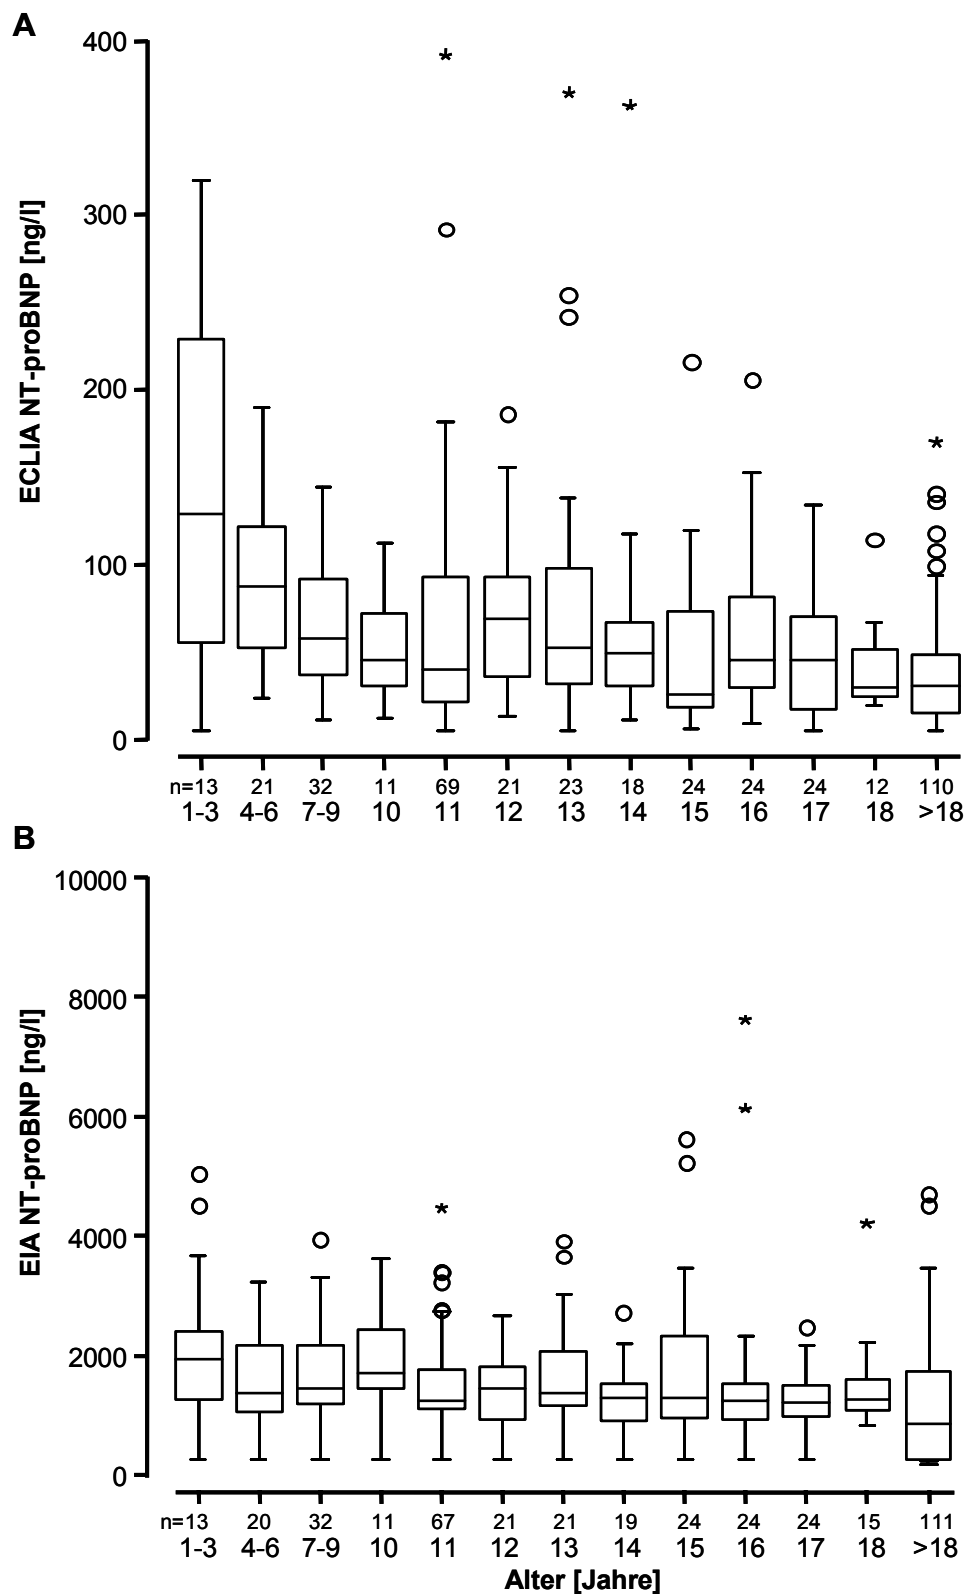 A
400
300
200
100
0
ECLIA NT-proBNP [ng/l]
n=13 21 32 11 69 21 23 18 24 24 24 12 110
1-3 4-6 7-9 10 11 12 13 14 15 16 17 18 >18
B
10000
8000
6000
4000
2000
0
EIA NT-proBNP [ng/l]
n=13 20 32 11 67 21 21 19 24 24 24 15 111
1-3 4-6 7-9 10 11 12 13 14 15 16 17 18 >18
Alter [Jahre]